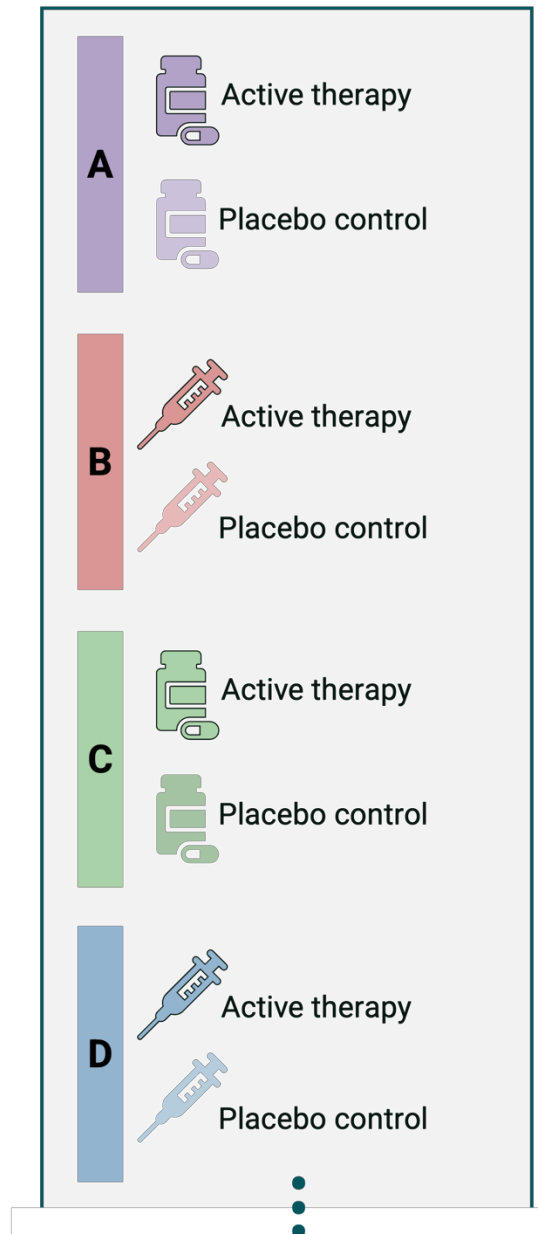 A
Active therapy
Placebo control
B
Active therapy
Placebo control
C
Active therapy
Placebo control
D
Active therapy
Placebo control